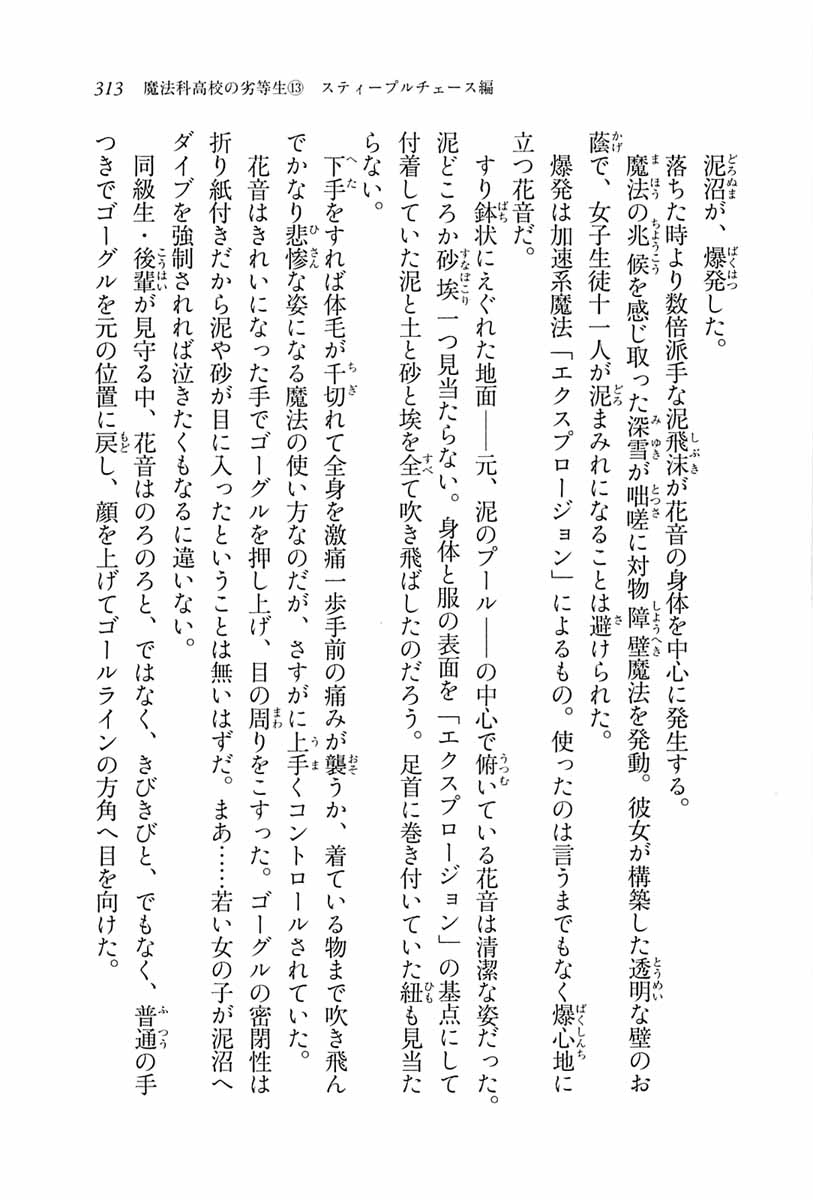 313　魔法科高校の劣等生⑬　スティープルチェース編
泥沼が、爆発した。
落ちた時より数倍派手な泥飛沫が花音の身体を中心に発生する。
魔法の兆候を感じ取った深雪が咄嗟に対物障壁魔法を発動。彼女が構築した透明な壁のお
蔭で、女子生徒十一人が泥まみれになることは避けられた。
爆発は加速系魔法「エクスプロージョン」によるもの。使ったのは言うまでもなく爆心地に
立つ花音だ。
すり鉢状にえぐれた地面――元、泥のプール――の中心で俯いている花音は清潔な姿だった。
泥どころか砂埃一つ見当たらない。身体と服の表面を「エクスプロージョン」の基点にして
付着していた泥と土と砂と埃を全て吹き飛ばしたのだろう。足首に巻き付いていた紐も見当た
らない。
下手をすれば体毛が千切れて全身を激痛一歩手前の痛みが襲うか、着ている物まで吹き飛ん
でかなり悲惨な姿になる魔法の使い方なのだが、さすがに上手くコントロールされていた。
花音はきれいになった手でゴーグルを押し上げ、目の周りをこすった。ゴーグルの密閉性は
折り紙付きだから泥や砂が目に入ったということは無いはずだ。まあ……若い女の子が泥沼へ
ダイブを強制されれば泣きたくもなるに違いない。
同級生・後輩が見守る中、花音はのろのろと、ではなく、きびきびと、でもなく、普通の手
つきでゴーグルを元の位置に戻し、顔を上げてゴールラインの方角へ目を向けた。